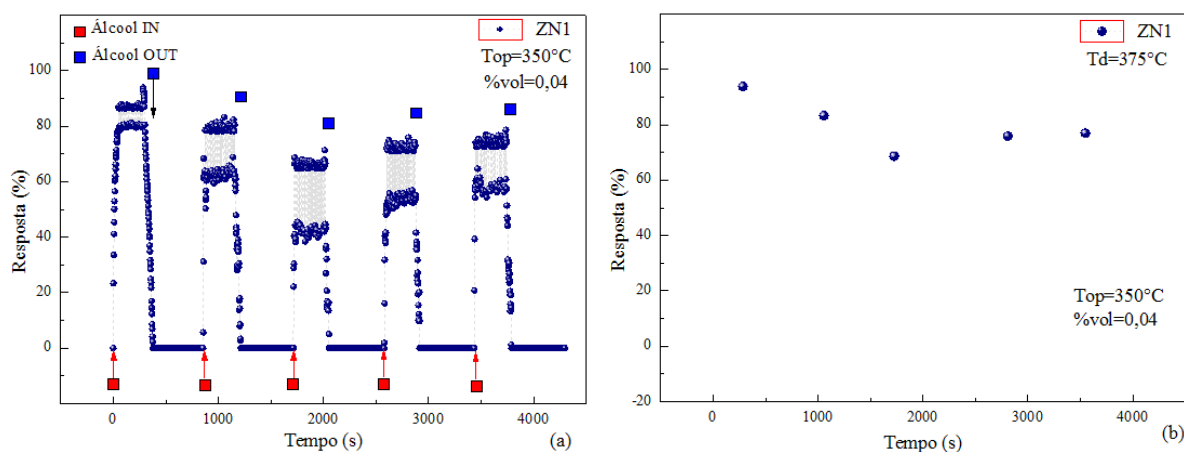 Álcool IN
Álcool OUT
ZN1
Top=350°C
%vol=0,04
Resposta (%)
100
80
60
40
20
0
0
1000
2000
3000
4000
Tempo (s)
(a)
ZN1
Td=375°C
Resposta (%)
100
80
60
40
20
0
-20
Top=350°C
%vol=0,04
0
1000
2000
3000
4000
Tempo (s)
(b)